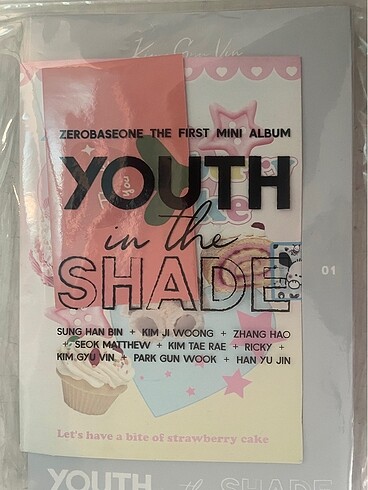 Kim Gyu Vin
ZEROBASEONE THE FIRST MINI ALBUM
YOUTH
in the
SHADE
01
SUNG HAN BIN + KIM JI WOONG + ZHANG HAO
+ SEOK MATTHEW + KIM TAE RAE + RICKY +
KIM GYU VIN + PARK GUN WOOK + HAN YU JIN
Let's have a bite of strawberry cake
YOUTH in the SHADE